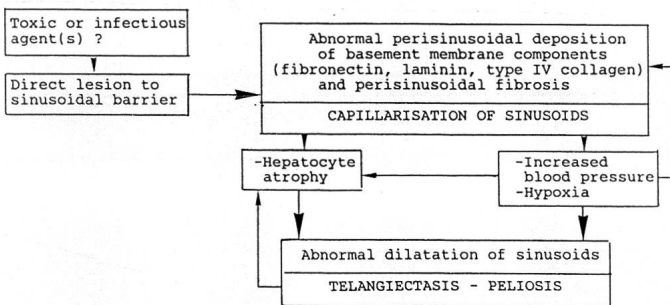 Toxic or infectious
agent(s) ?
Direct lesion to
sinusoidal barrier
Abnormal perisinusoidal deposition
of basement membrane components
(fibronectin, laminin, type IV collagen)
and perisinusoidal fibrosis
CAPILLARISATION OF SINUSOIDS
-Hepatocyte
atrophy
-Increased
blood pressure
-Hypoxia
Abnormal dilatation of sinusoids
TELANGIECTASIS - PELIOSIS